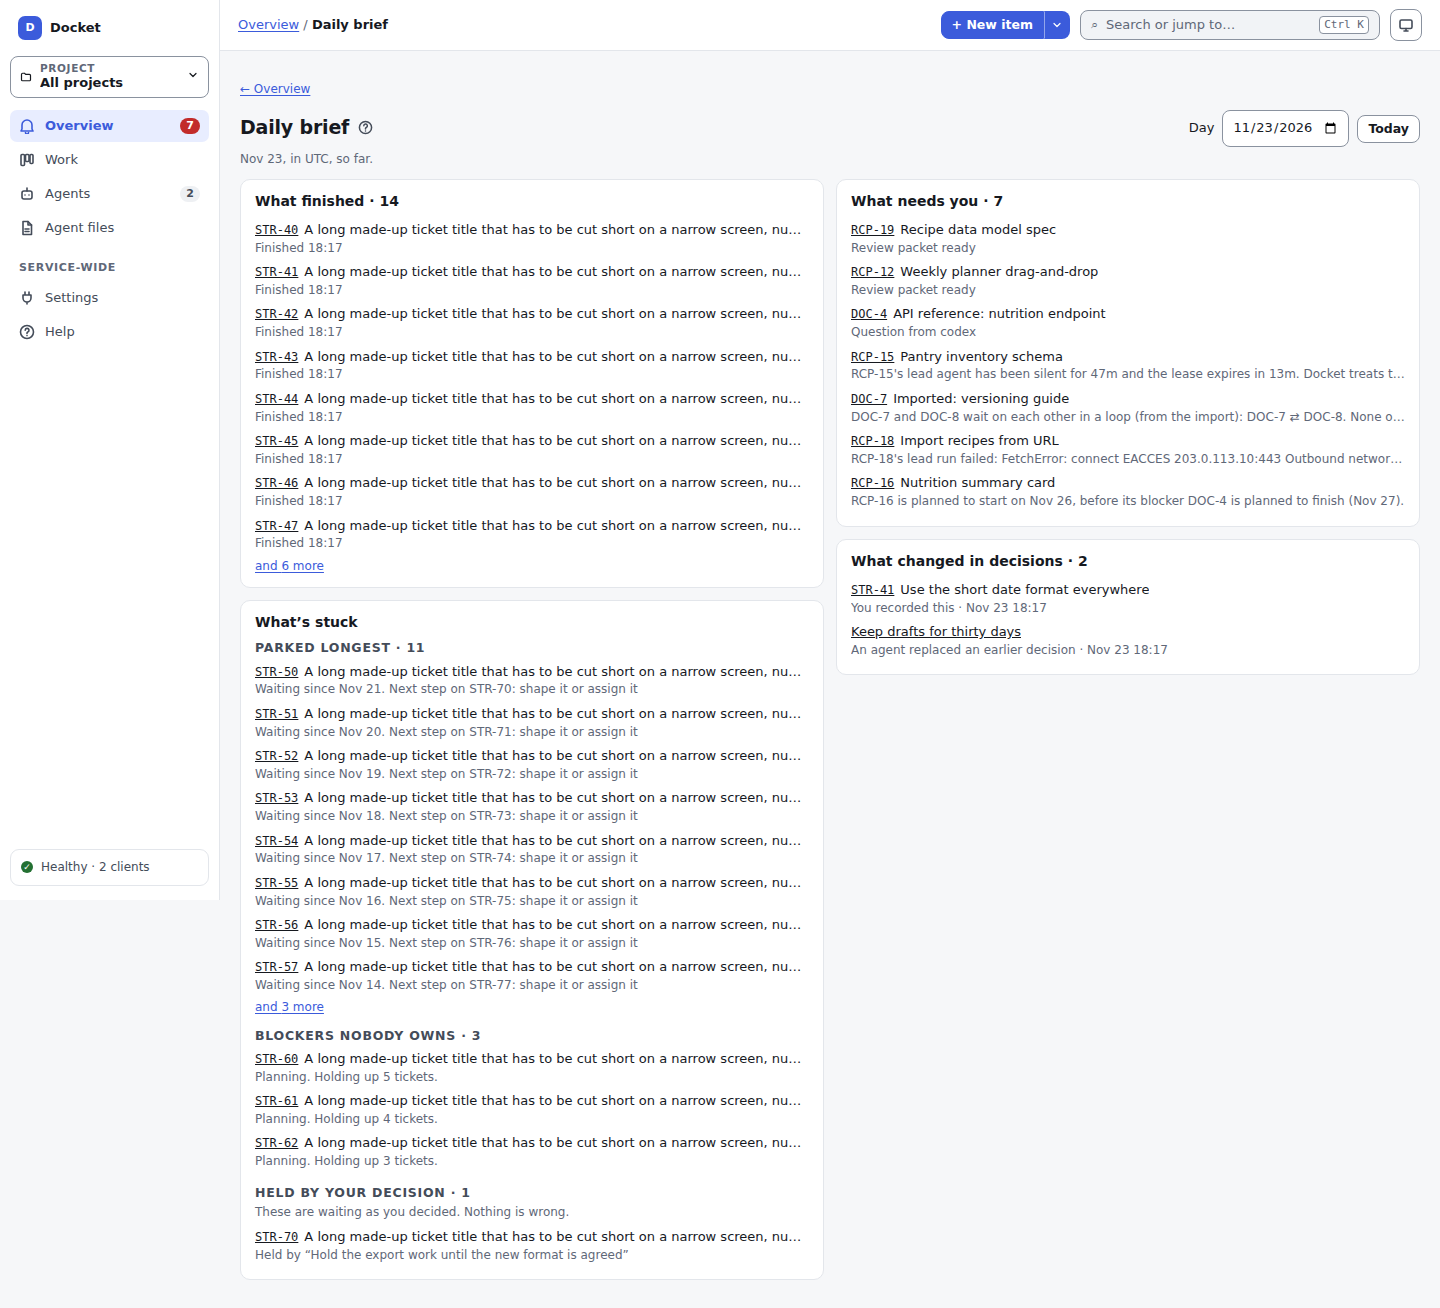 D Docket
PROJECT
All projects
Overview 7
Work
Agents 2
Agent files
SERVICE-WIDE
Settings
Help
Healthy · 2 clients
Overview / Daily brief
+ New item
Search or jump to…
Ctrl K
← Overview
Daily brief
Day 11/23/2026 Today
Nov 23, in UTC, so far.
What finished · 14
STR-40 A long made-up ticket title that has to be cut short on a narrow screen, nu…
Finished 18:17
STR-41 A long made-up ticket title that has to be cut short on a narrow screen, nu…
Finished 18:17
STR-42 A long made-up ticket title that has to be cut short on a narrow screen, nu…
Finished 18:17
STR-43 A long made-up ticket title that has to be cut short on a narrow screen, nu…
Finished 18:17
STR-44 A long made-up ticket title that has to be cut short on a narrow screen, nu…
Finished 18:17
STR-45 A long made-up ticket title that has to be cut short on a narrow screen, nu…
Finished 18:17
STR-46 A long made-up ticket title that has to be cut short on a narrow screen, nu…
Finished 18:17
STR-47 A long made-up ticket title that has to be cut short on a narrow screen, nu…
Finished 18:17
and 6 more
What’s stuck
PARKED LONGEST · 11
STR-50 A long made-up ticket title that has to be cut short on a narrow screen, nu…
Waiting since Nov 21. Next step on STR-70: shape it or assign it
STR-51 A long made-up ticket title that has to be cut short on a narrow screen, nu…
Waiting since Nov 20. Next step on STR-71: shape it or assign it
STR-52 A long made-up ticket title that has to be cut short on a narrow screen, nu…
Waiting since Nov 19. Next step on STR-72: shape it or assign it
STR-53 A long made-up ticket title that has to be cut short on a narrow screen, nu…
Waiting since Nov 18. Next step on STR-73: shape it or assign it
STR-54 A long made-up ticket title that has to be cut short on a narrow screen, nu…
Waiting since Nov 17. Next step on STR-74: shape it or assign it
STR-55 A long made-up ticket title that has to be cut short on a narrow screen, nu…
Waiting since Nov 16. Next step on STR-75: shape it or assign it
STR-56 A long made-up ticket title that has to be cut short on a narrow screen, nu…
Waiting since Nov 15. Next step on STR-76: shape it or assign it
STR-57 A long made-up ticket title that has to be cut short on a narrow screen, nu…
Waiting since Nov 14. Next step on STR-77: shape it or assign it
and 3 more
BLOCKERS NOBODY OWNS · 3
STR-60 A long made-up ticket title that has to be cut short on a narrow screen, nu…
Planning. Holding up 5 tickets.
STR-61 A long made-up ticket title that has to be cut short on a narrow screen, nu…
Planning. Holding up 4 tickets.
STR-62 A long made-up ticket title that has to be cut short on a narrow screen, nu…
Planning. Holding up 3 tickets.
HELD BY YOUR DECISION · 1
These are waiting as you decided. Nothing is wrong.
STR-70 A long made-up ticket title that has to be cut short on a narrow screen, nu…
Held by “Hold the export work until the new format is agreed”
What needs you · 7
RCP-19 Recipe data model spec
Review packet ready
RCP-12 Weekly planner drag-and-drop
Review packet ready
DOC-4 API reference: nutrition endpoint
Question from codex
RCP-15 Pantry inventory schema
RCP-15's lead agent has been silent for 47m and the lease expires in 13m. Docket treats t…
DOC-7 Imported: versioning guide
DOC-7 and DOC-8 wait on each other in a loop (from the import): DOC-7 ⇄ DOC-8. None o…
RCP-18 Import recipes from URL
RCP-18's lead run failed: FetchError: connect EACCES 203.0.113.10:443 Outbound networ…
RCP-16 Nutrition summary card
RCP-16 is planned to start on Nov 26, before its blocker DOC-4 is planned to finish (Nov 27).
What changed in decisions · 2
STR-41 Use the short date format everywhere
You recorded this · Nov 23 18:17
Keep drafts for thirty days
An agent replaced an earlier decision · Nov 23 18:17